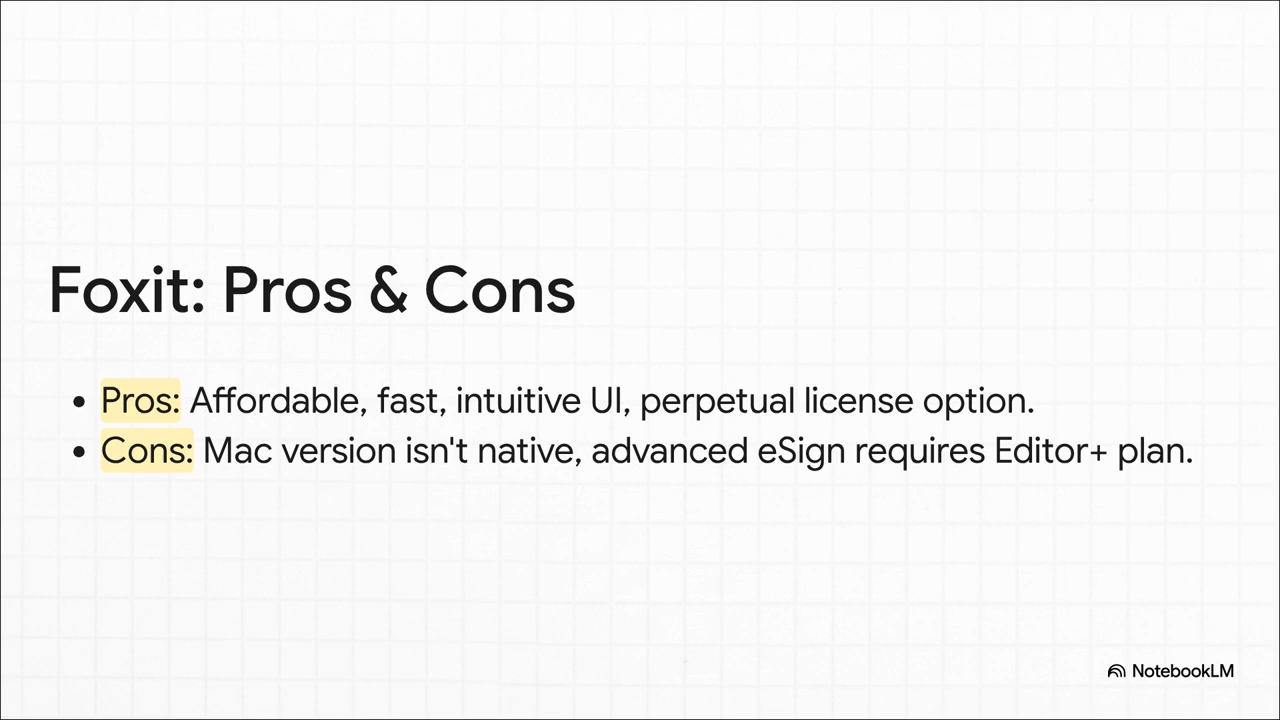 Foxit: Pros & Cons
• Pros: Affordable, fast, intuitive UI, perpetual license option.
• Cons: Mac version isn't native, advanced eSign requires Editor+ plan.
NotebookLM